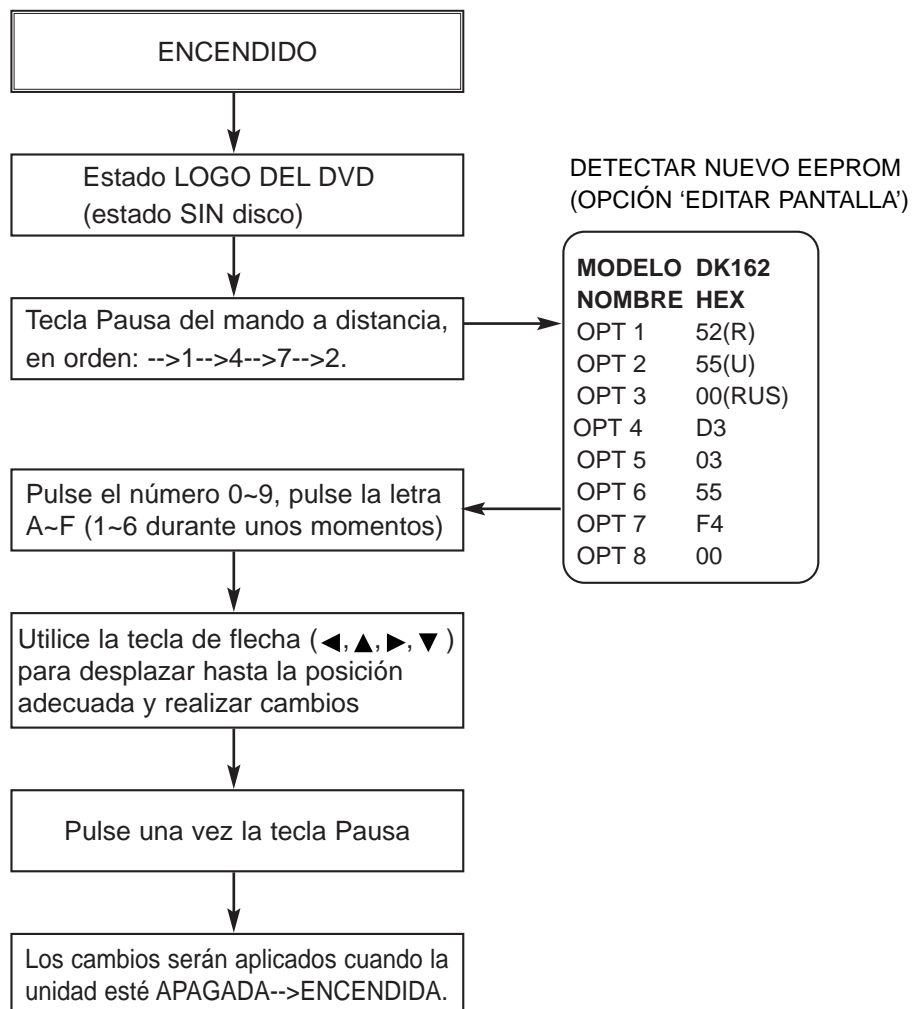 ENCENDIDO
Estado LOGO DEL DVD
(estado SIN disco)
Tecla Pausa del mando a distancia,
en orden: -->1-->4-->7-->2.
DETECTAR NUEVO EEPROM
(OPCIÓN ‘EDITAR PANTALLA’)
MODELO DK162
NOMBRE HEX
OPT 1 52(R)
OPT 2 55(U)
OPT 3 00(RUS)
OPT 4 D3
OPT 5 03
OPT 6 55
OPT 7 F4
OPT 8 00
Pulse el número 0~9, pulse la letra
A~F (1~6 durante unos momentos)
Utilice la tecla de flecha (◀,▲,▶,▼ )
para desplazar hasta la posición
adecuada y realizar cambios
Pulse una vez la tecla Pausa
Los cambios serán aplicados cuando la
unidad esté APAGADA-->ENCENDIDA.